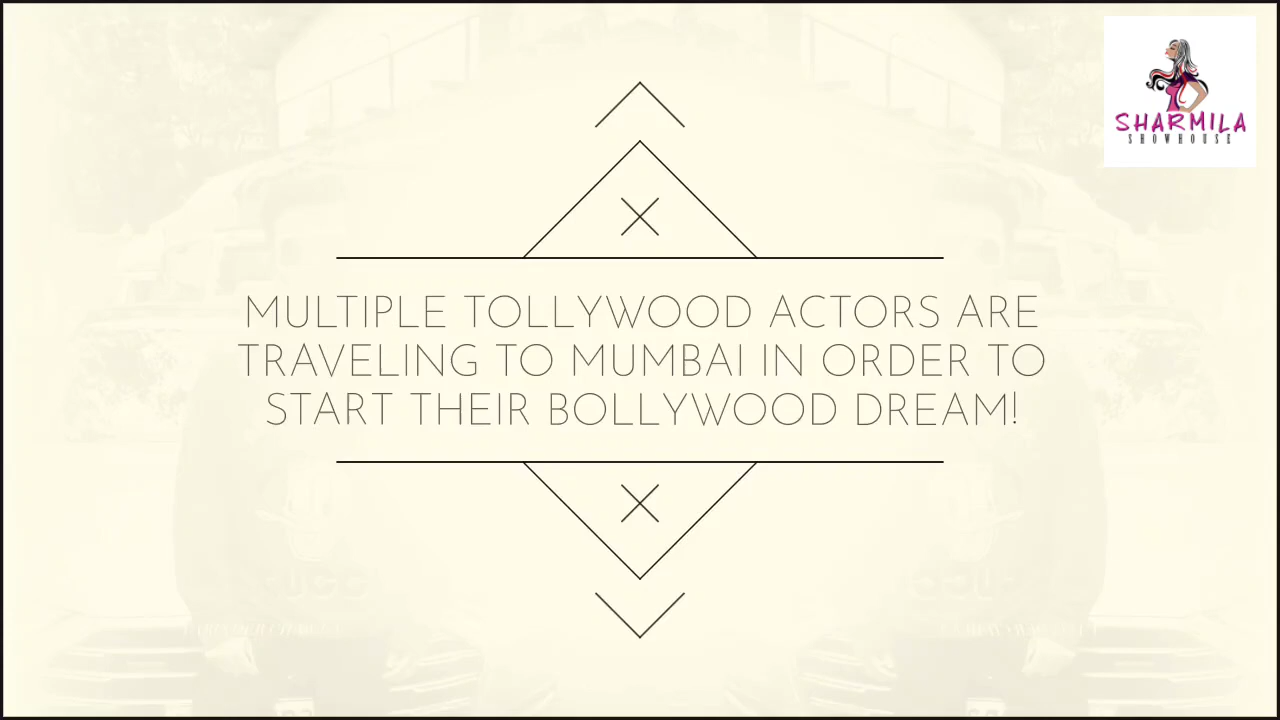 SHARMILA
SHOWHOUSE
MULTIPLE TOLLYWOOD ACTORS ARE
TRAVELING TO MUMBAI IN ORDER TO
START THEIR BOLLYWOOD DREAM!